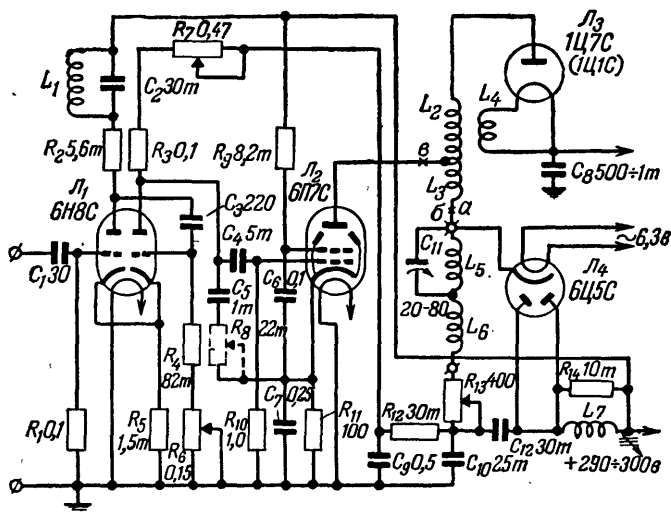 R7 0,47
Л3
1Ц7С
(1Ц1С)
L1
C2 30т
L2
L4
R2 5,6т
R3 0,1
R9 8,2т
Л2
6П7С
в
L3
C8 500÷1т
Л1
6Н8С
C3 220
б
а
C4 5т
C11
~6,3в
C1 30
C5
1т
C6 0,1
L5
Л4
6Ц5С
20-80
R8
22т
L6
R4
82т
C7 0,25
R13 400
R14 10т
R1 0,1
R5
1,5т
R6
0,15
R10
1,0
R11
100
R12 30т
L7
C12 30т
C9 0,5
C10 25т
+290÷300в